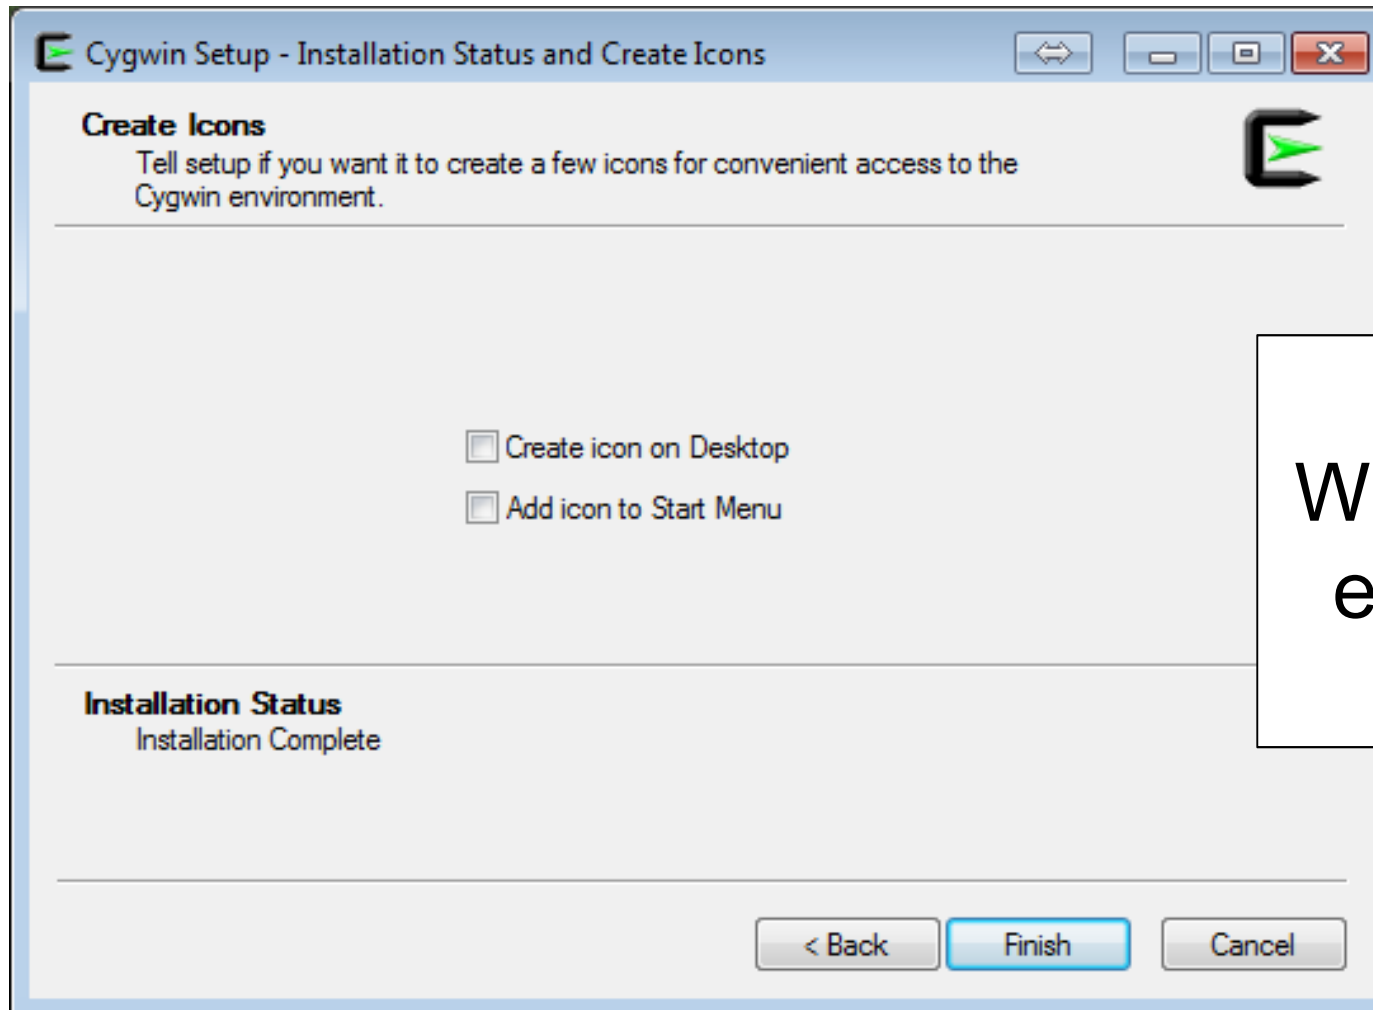 Cygwin Setup - Installation Status and Create Icons
Create Icons
Tell setup if you want it to create a few icons for convenient access to the
Cygwin environment.
Create icon on Desktop
Add icon to Start Menu
Installation Status
Installation Complete
< Back
Finish
Cancel